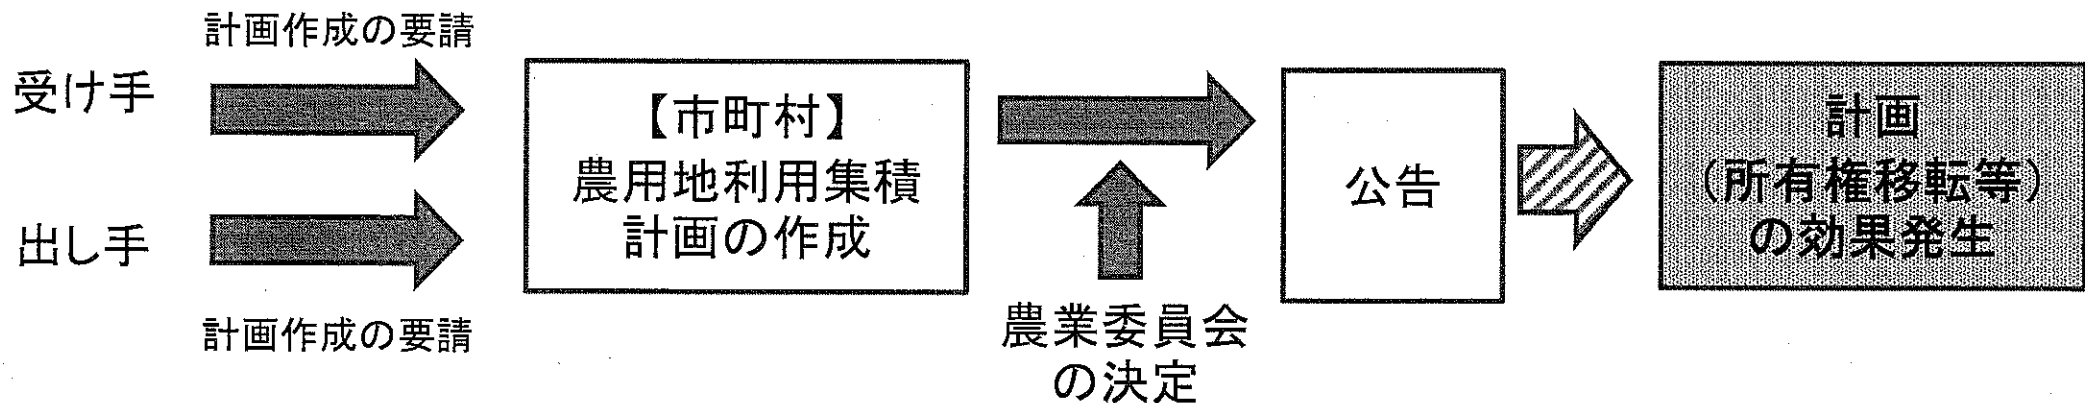 計画作成の要請
受け手
出し手
計画作成の要請
【市町村】
農用地利用集積
計画の作成
農業委員会
の決定
公告
計画
(所有権移転等)
の効果発生